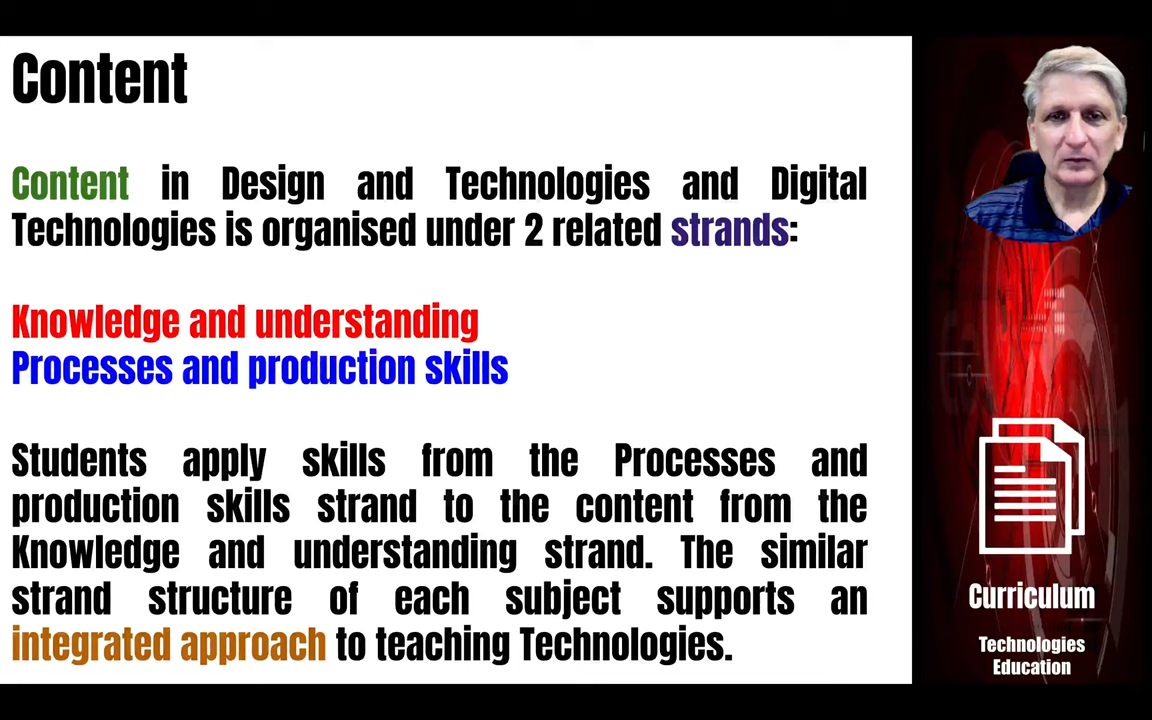 Content
Content in Design and Technologies and Digital
Technologies is organised under 2 related strands:
Knowledge and understanding
Processes and production skills
Students apply skills from the Processes and
production skills strand to the content from the
Knowledge and understanding strand. The similar
strand structure of each subject supports an
integrated approach to teaching Technologies.
Curriculum
Technologies
Education